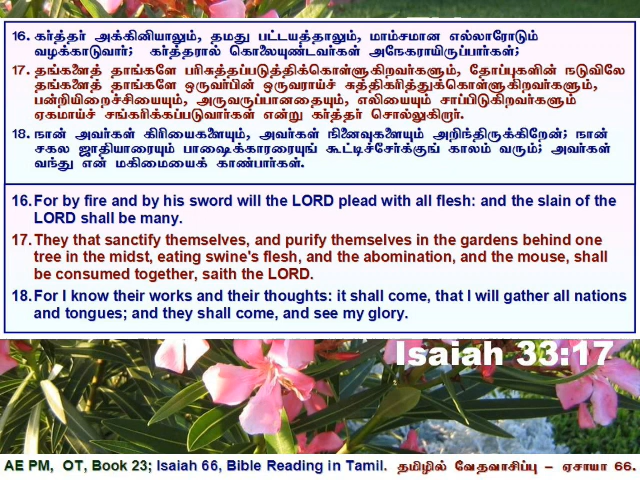 16. கர்த்தர் அக்கினியாலும், தமது பட்டயத்தாலும், மாம்சமான எல்லாரோடும்
வழக்காடுவார்; கர்த்தரால் கொலையுண்டவர்கள் அநேகராயிருப்பார்கள்;
17. தங்களைத் தாங்களே பரிசுத்தப்படுத்திக்கொள்ளுகிறவர்களும், தோப்புகளின் நடுவிலே
தங்களைத் தாங்களே ஒருவர்பின் ஒருவராய்ச் சுத்திகரித்துக்கொள்ளுகிறவர்களும்,
பன்றியிறைச்சியையும், அருவருப்பானதையும், எலியையும் சாப்பிடுகிறவர்களும்
ஏகமாய்ச் சங்கரிக்கப்படுவார்கள் என்று கர்த்தர் சொல்லுகிறார்.
18. நான் அவர்கள் கிரியைகளையும், அவர்கள் நினைவுகளையும் அறிந்திருக்கிறேன்; நான்
சகல ஜாதியாரையும் பாஷைக்காரரையுங் கூட்டிச்சேர்க்குங் காலம் வரும்; அவர்கள்
வந்து என் மகிமையைக் காண்பார்கள்.
16. For by fire and by his sword will the LORD plead with all flesh: and the slain of the
LORD shall be many.
17. They that sanctify themselves, and purify themselves in the gardens behind one
tree in the midst, eating swine's flesh, and the abomination, and the mouse, shall
be consumed together, saith the LORD.
18. For I know their works and their thoughts: it shall come, that I will gather all nations
and tongues; and they shall come, and see my glory.
Isaiah 33:17
AE PM, OT, Book 23; Isaiah 66, Bible Reading in Tamil. தமிழில் வேதவாசிப்பு – ஏசாயா 66.